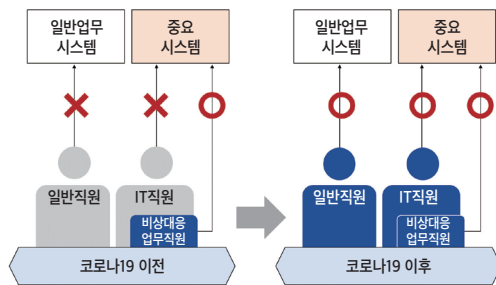 일반업무
시스템
중요
시스템
일반업무
시스템
중요
시스템
일반직원
IT직원
비상대응
업무직원
일반직원
IT직원
비상대응
업무직원
코로나19 이전
코로나19 이후